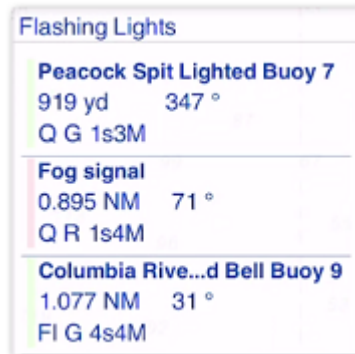 Flashing Lights
Peacock Spit Lighted Buoy 7
919 yd 347 °
Q G 1s3M
Fog signal
0.895 NM 71 °
Q R 1s4M
Columbia Rive...d Bell Buoy 9
1.077 NM 31 °
Fl G 4s4M